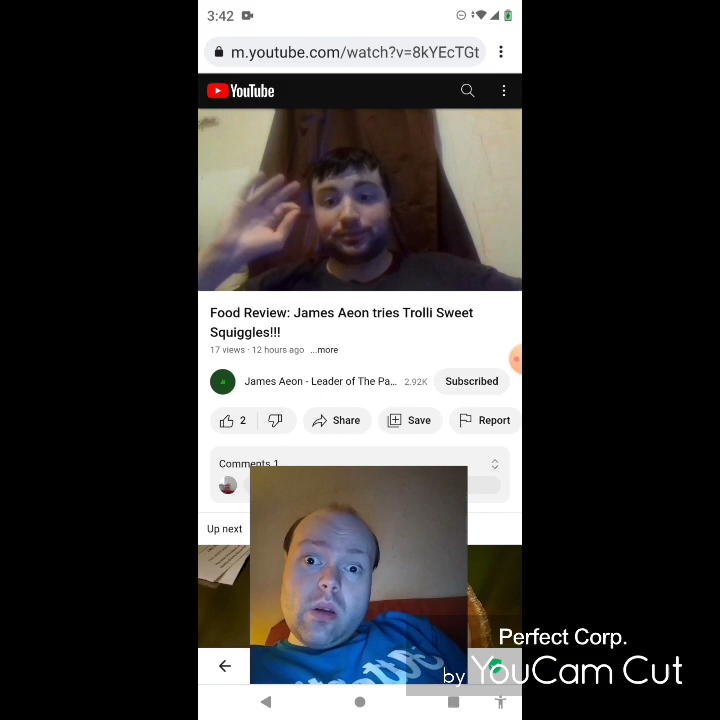 3:42
m.youtube.com/watch?v=8kYEcTGt
YouTube
Food Review: James Aeon tries Trolli Sweet
Squiggles!!!
17 views · 12 hours ago ...more
James Aeon - Leader of The Pa... 2.92K Subscribed
2 Share Save Report
Comments 1
Up next
Perfect Corp.
by YouCam Cut